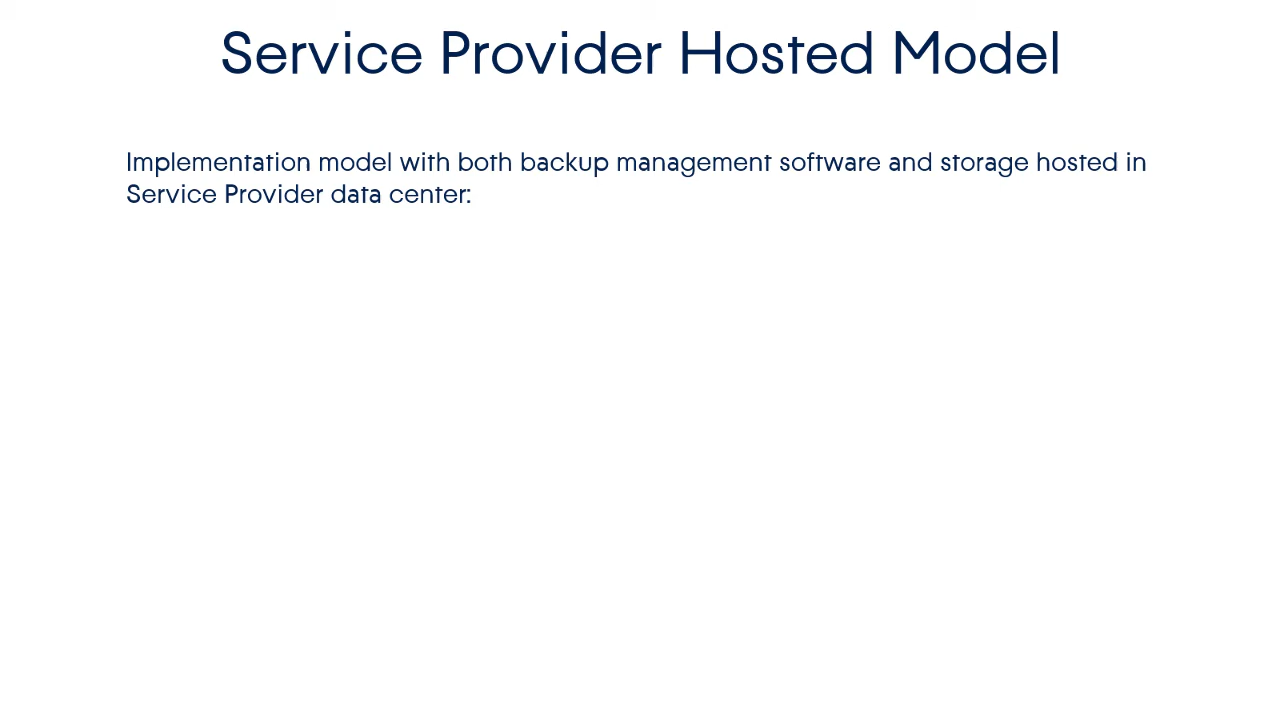 Service Provider Hosted Model
Implementation model with both backup management software and storage hosted in
Service Provider data center: